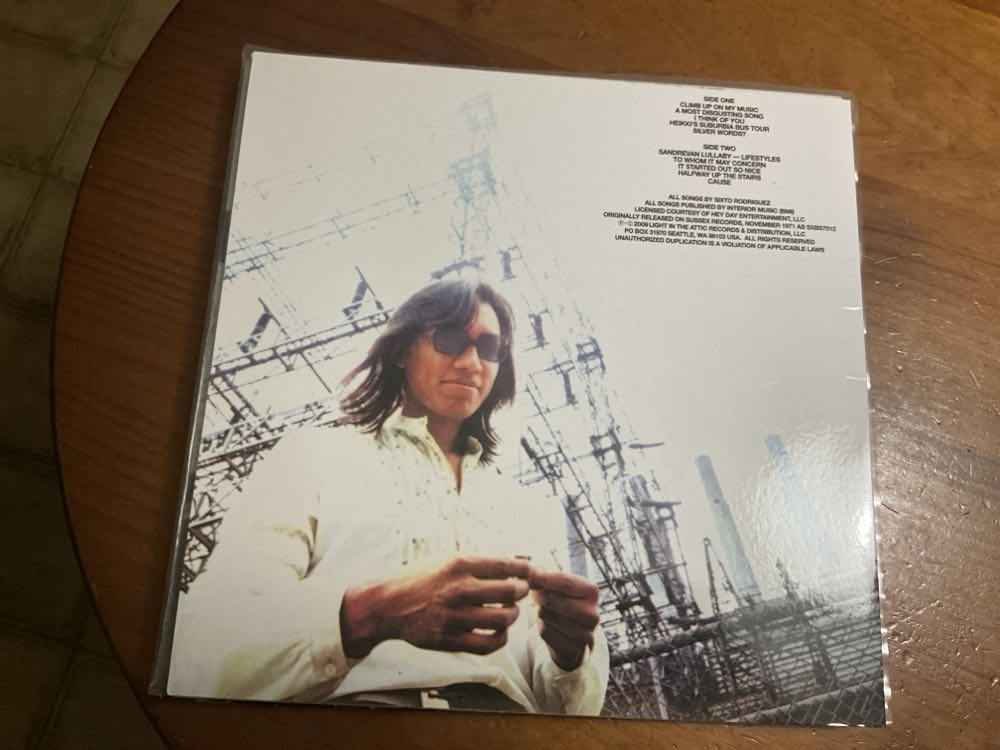 SIDE ONE
CLIMB UP ON MY MUSIC
A MOST DISGUSTING SONG
I THINK OF YOU
HEIKKI'S SUBURBIA BUS TOUR
SILVER WORDS?
SIDE TWO
SANDREVAN LULLABY — LIFESTYLES
TO WHOM IT MAY CONCERN
IT STARTED OUT SO NICE
HALFWAY UP THE STAIRS
CAUSE
ALL SONGS BY SIXTO RODRIGUEZ
ALL SONGS PUBLISHED BY INTERIOR MUSIC (BMI)
LICENSED COURTESY OF HEY DAY ENTERTAINMENT, LLC
ORIGINALLY RELEASED ON SUSSEX RECORDS, NOVEMBER 1971 AS SXBS7012
℗ + © 2009 LIGHT IN THE ATTIC RECORDS & DISTRIBUTION, LLC
PO BOX 31970 SEATTLE, WA 98103 USA. ALL RIGHTS RESERVED
UNAUTHORIZED DUPLICATION IS A VIOLATION OF APPLICABLE LAWS